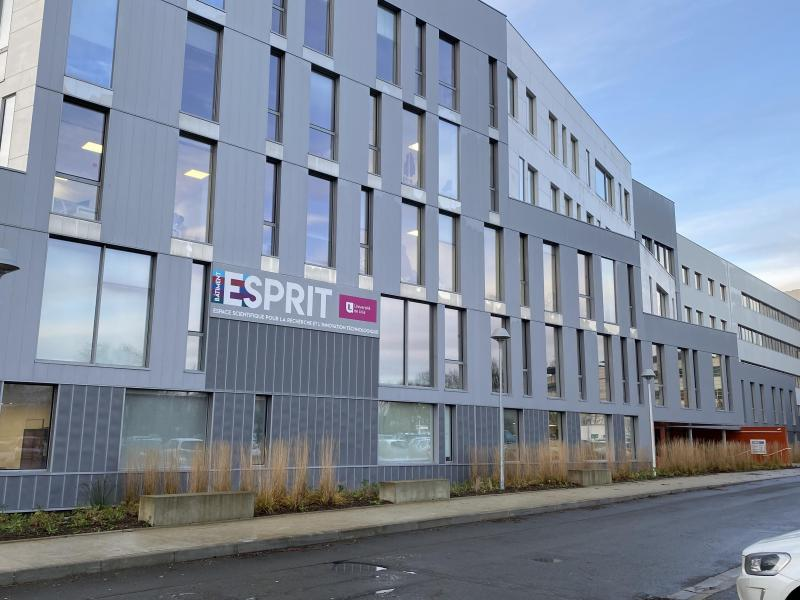 BÂTIMENT
ESPRIT
ESPACE SCIENTIFIQUE POUR LA RECHERCHE ET L'INNOVATION TECHNOLOGIQUE
Université
de Lille